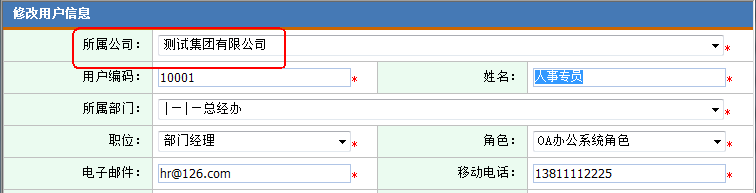 修改用户信息
所属公司： 测试集团有限公司 *
用户编码： 10001 * 姓名： 人事专员 *
所属部门： |－|－总经办 *
职位： 部门经理 * 角色： OA办公系统角色 *
电子邮件： hr@126.com * 移动电话： 13811112225 *